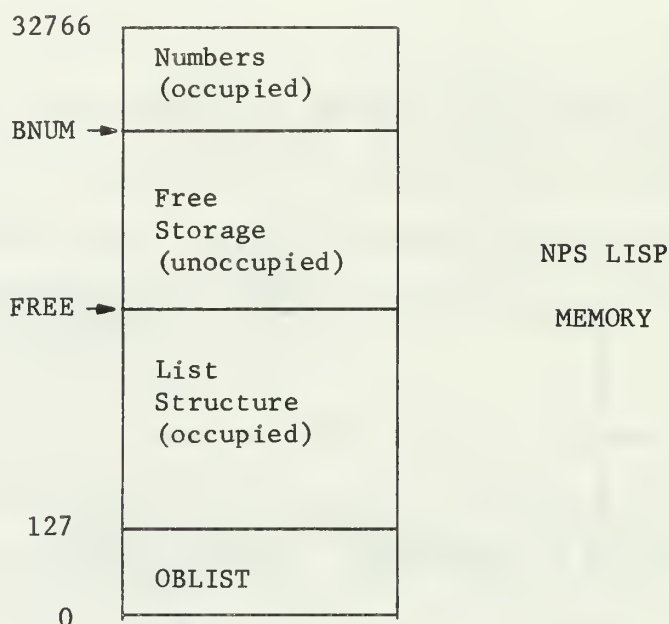 32766
Numbers
(occupied)
BNUM
Free
Storage
(unoccupied)
NPS LISP
MEMORY
FREE
List
Structure
(occupied)
127
OBLIST
0